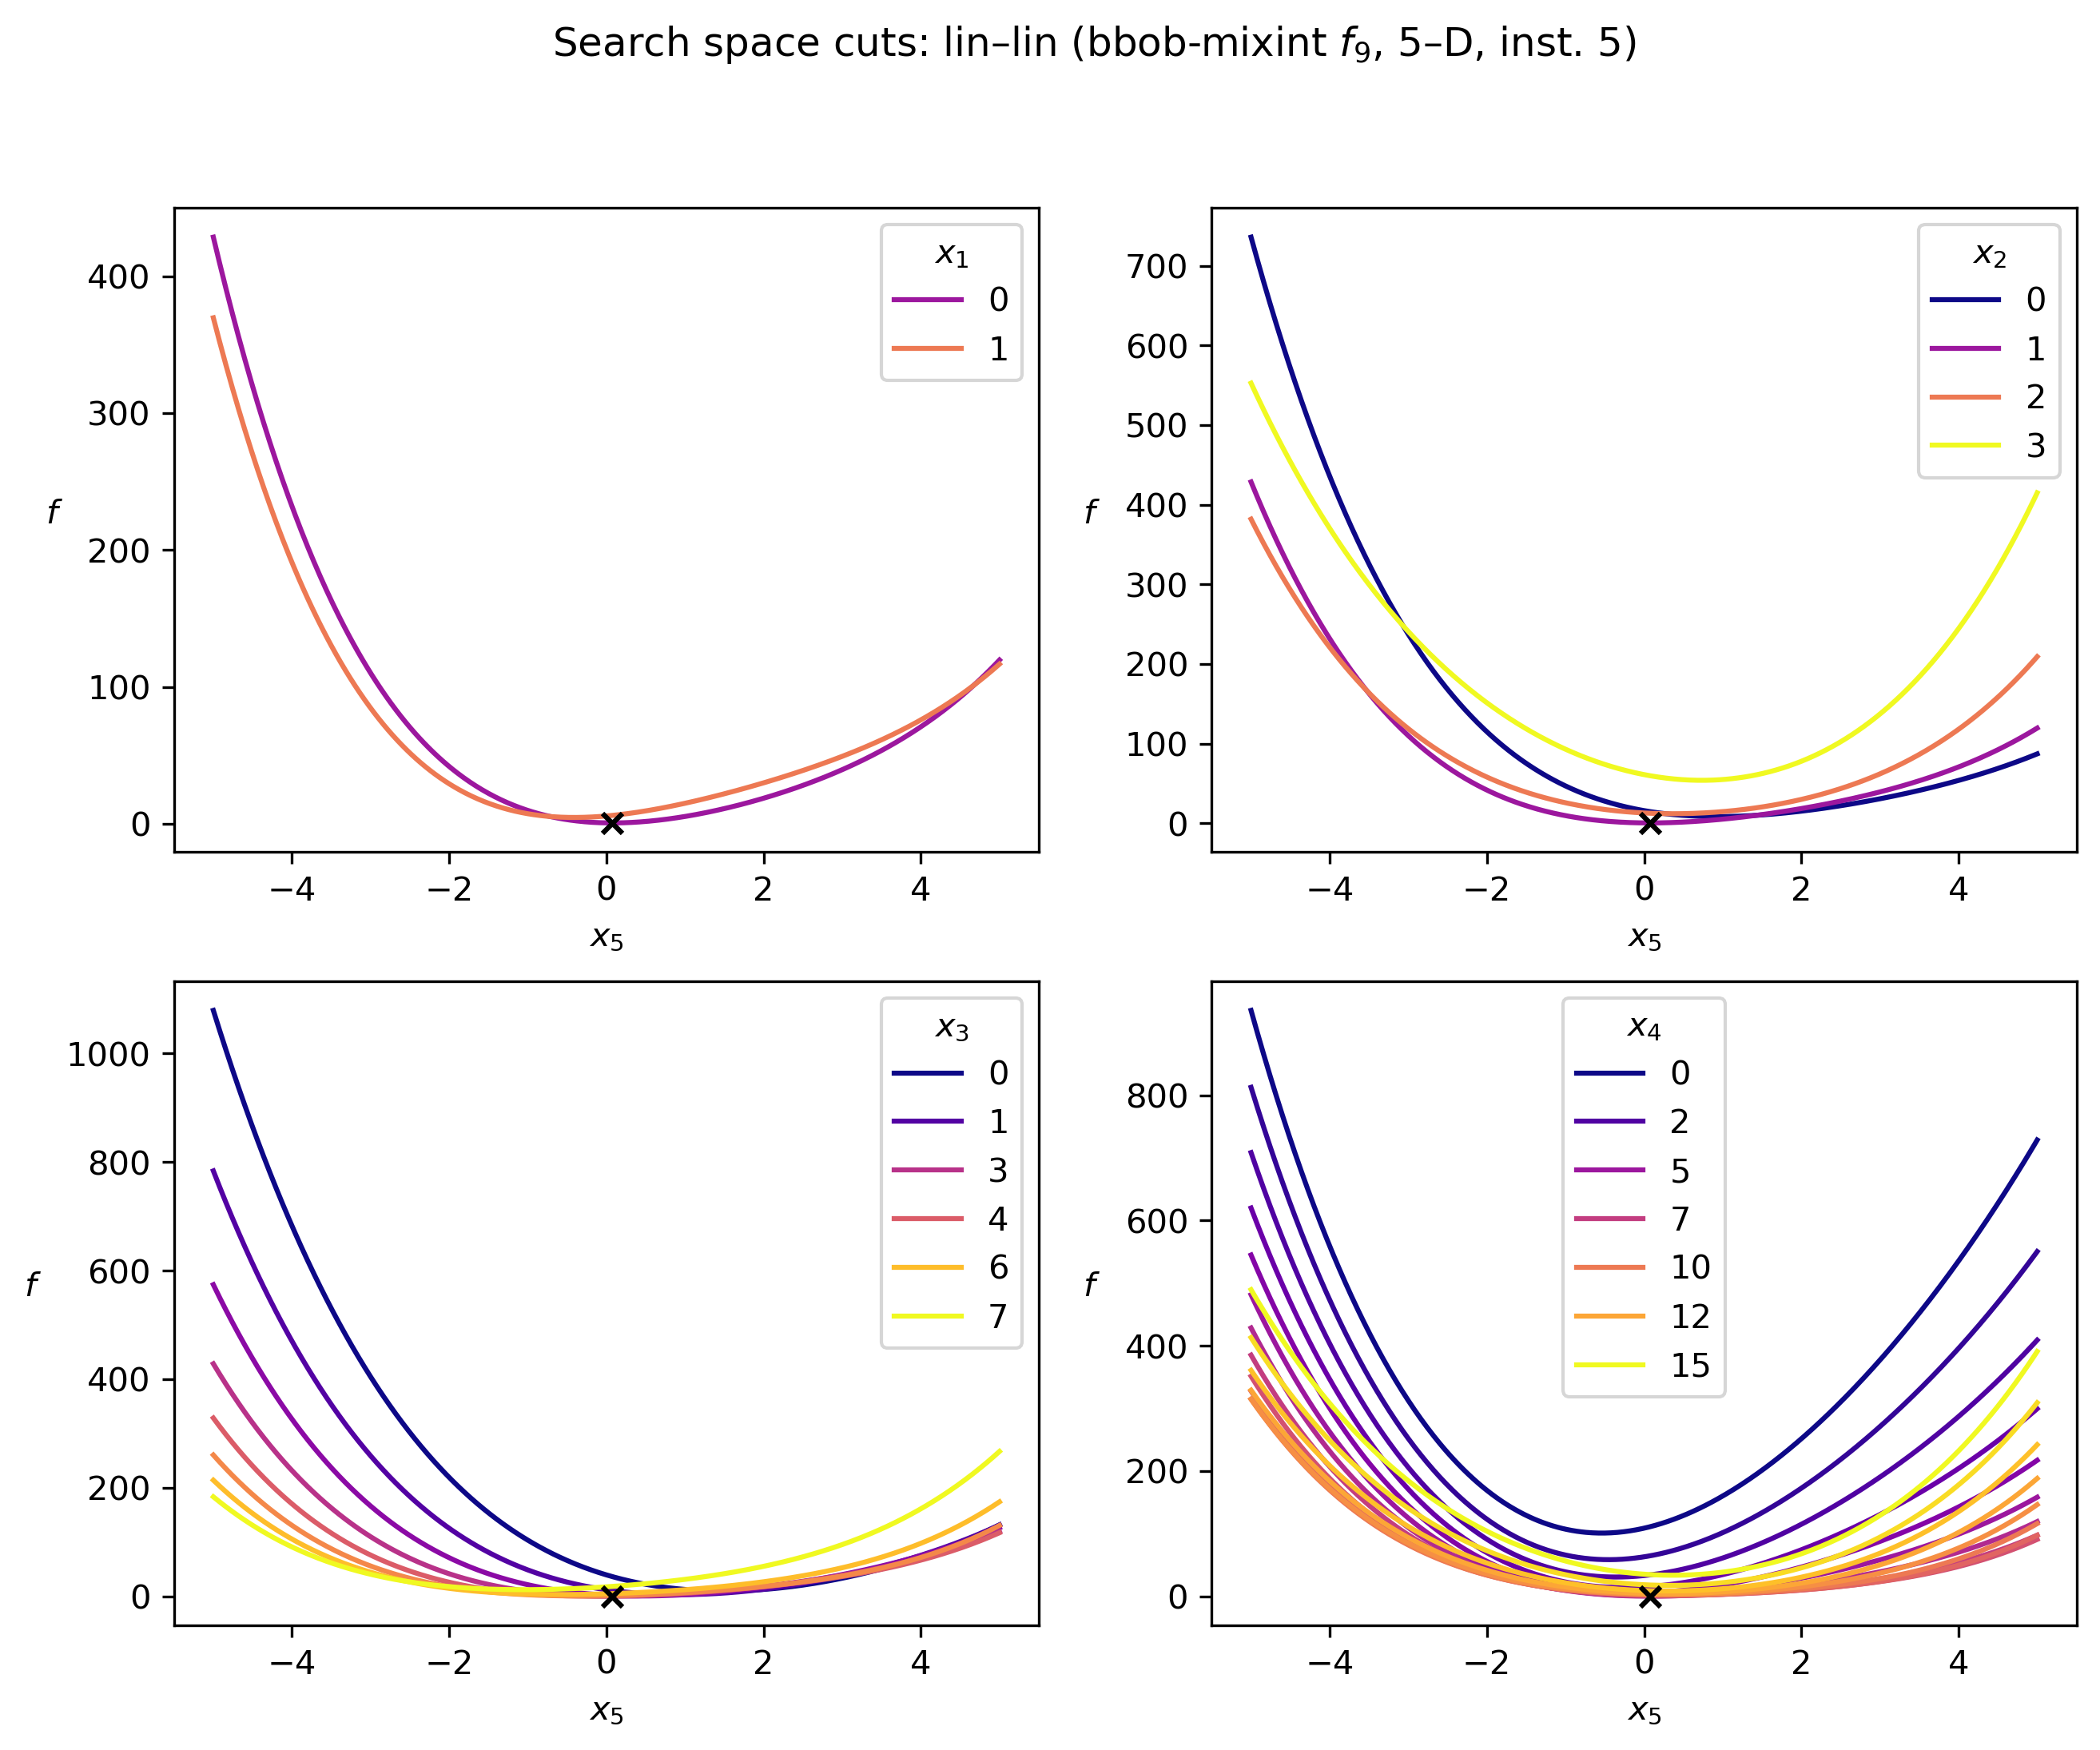 Search space cuts: lin–lin (bbob-mixint f₉, 5–D, inst. 5)
x₁
0
1
400
300
200
100
0
f
−4 −2 0 2 4
x₅
x₂
0
1
2
3
700
600
500
400
300
200
100
0
f
−4 −2 0 2 4
x₅
x₃
0
1
3
4
6
7
1000
800
600
400
200
0
f
−4 −2 0 2 4
x₅
x₄
0
2
5
7
10
12
15
800
600
400
200
0
f
−4 −2 0 2 4
x₅